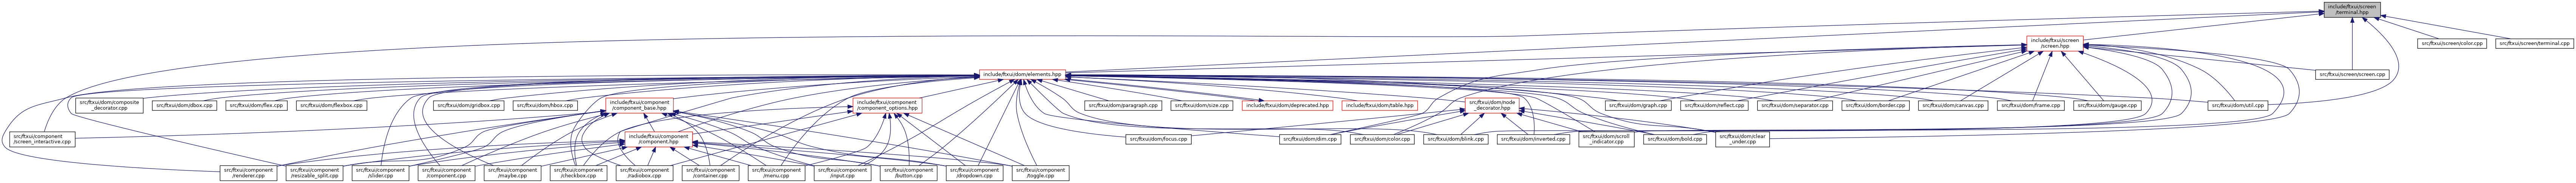 include/ftxui/screen
/terminal.hpp
include/ftxui/screen
/screen.hpp
src/ftxui/screen/color.cpp
src/ftxui/screen/terminal.cpp
include/ftxui/dom/elements.hpp
src/ftxui/screen/screen.cpp
src/ftxui/dom/composite
_decorator.cpp
src/ftxui/dom/dbox.cpp
src/ftxui/dom/flex.cpp
src/ftxui/dom/flexbox.cpp
src/ftxui/dom/gridbox.cpp
src/ftxui/dom/hbox.cpp
include/ftxui/component
/component_base.hpp
include/ftxui/component
/component_options.hpp
src/ftxui/dom/paragraph.cpp
src/ftxui/dom/size.cpp
include/ftxui/dom/deprecated.hpp
include/ftxui/dom/table.hpp
src/ftxui/dom/node
_decorator.hpp
src/ftxui/dom/graph.cpp
src/ftxui/dom/reflect.cpp
src/ftxui/dom/separator.cpp
src/ftxui/dom/border.cpp
src/ftxui/dom/canvas.cpp
src/ftxui/dom/frame.cpp
src/ftxui/dom/gauge.cpp
src/ftxui/dom/util.cpp
src/ftxui/component
/screen_interactive.cpp
include/ftxui/component
/component.hpp
src/ftxui/dom/focus.cpp
src/ftxui/dom/dim.cpp
src/ftxui/dom/color.cpp
src/ftxui/dom/blink.cpp
src/ftxui/dom/inverted.cpp
src/ftxui/dom/scroll
_indicator.cpp
src/ftxui/dom/bold.cpp
src/ftxui/dom/clear
_under.cpp
src/ftxui/component
/renderer.cpp
src/ftxui/component
/resizable_split.cpp
src/ftxui/component
/slider.cpp
src/ftxui/component
/component.cpp
src/ftxui/component
/maybe.cpp
src/ftxui/component
/checkbox.cpp
src/ftxui/component
/radiobox.cpp
src/ftxui/component
/container.cpp
src/ftxui/component
/menu.cpp
src/ftxui/component
/input.cpp
src/ftxui/component
/button.cpp
src/ftxui/component
/dropdown.cpp
src/ftxui/component
/toggle.cpp